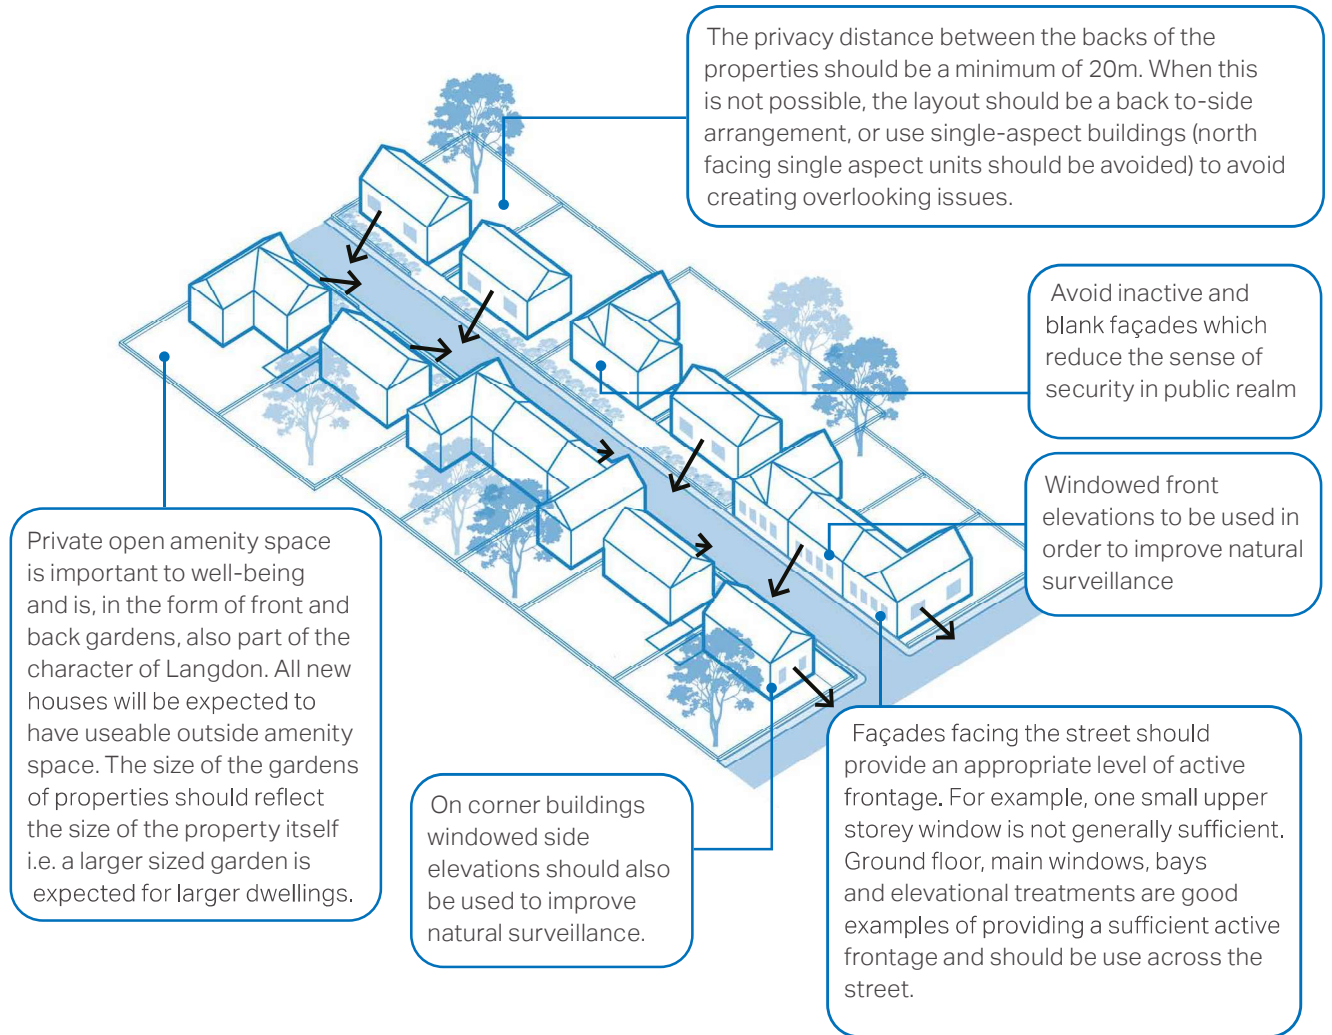 The privacy distance between the backs of the
properties should be a minimum of 20m. When this
is not possible, the layout should be a back to-side
arrangement, or use single-aspect buildings (north
facing single aspect units should be avoided) to avoid
creating overlooking issues.
Avoid inactive and
blank façades which
reduce the sense of
security in public realm
Windowed front
elevations to be used in
order to improve natural
surveillance
Private open amenity space
is important to well-being
and is, in the form of front and
back gardens, also part of the
character of Langdon. All new
houses will be expected to
have useable outside amenity
space. The size of the gardens
of properties should reflect
the size of the property itself
i.e. a larger sized garden is
expected for larger dwellings.
On corner buildings
windowed side
elevations should also
be used to improve
natural surveillance.
Façades facing the street should
provide an appropriate level of active
frontage. For example, one small upper
storey window is not generally sufficient.
Ground floor, main windows, bays
and elevational treatments are good
examples of providing a sufficient active
frontage and should be use across the
street.